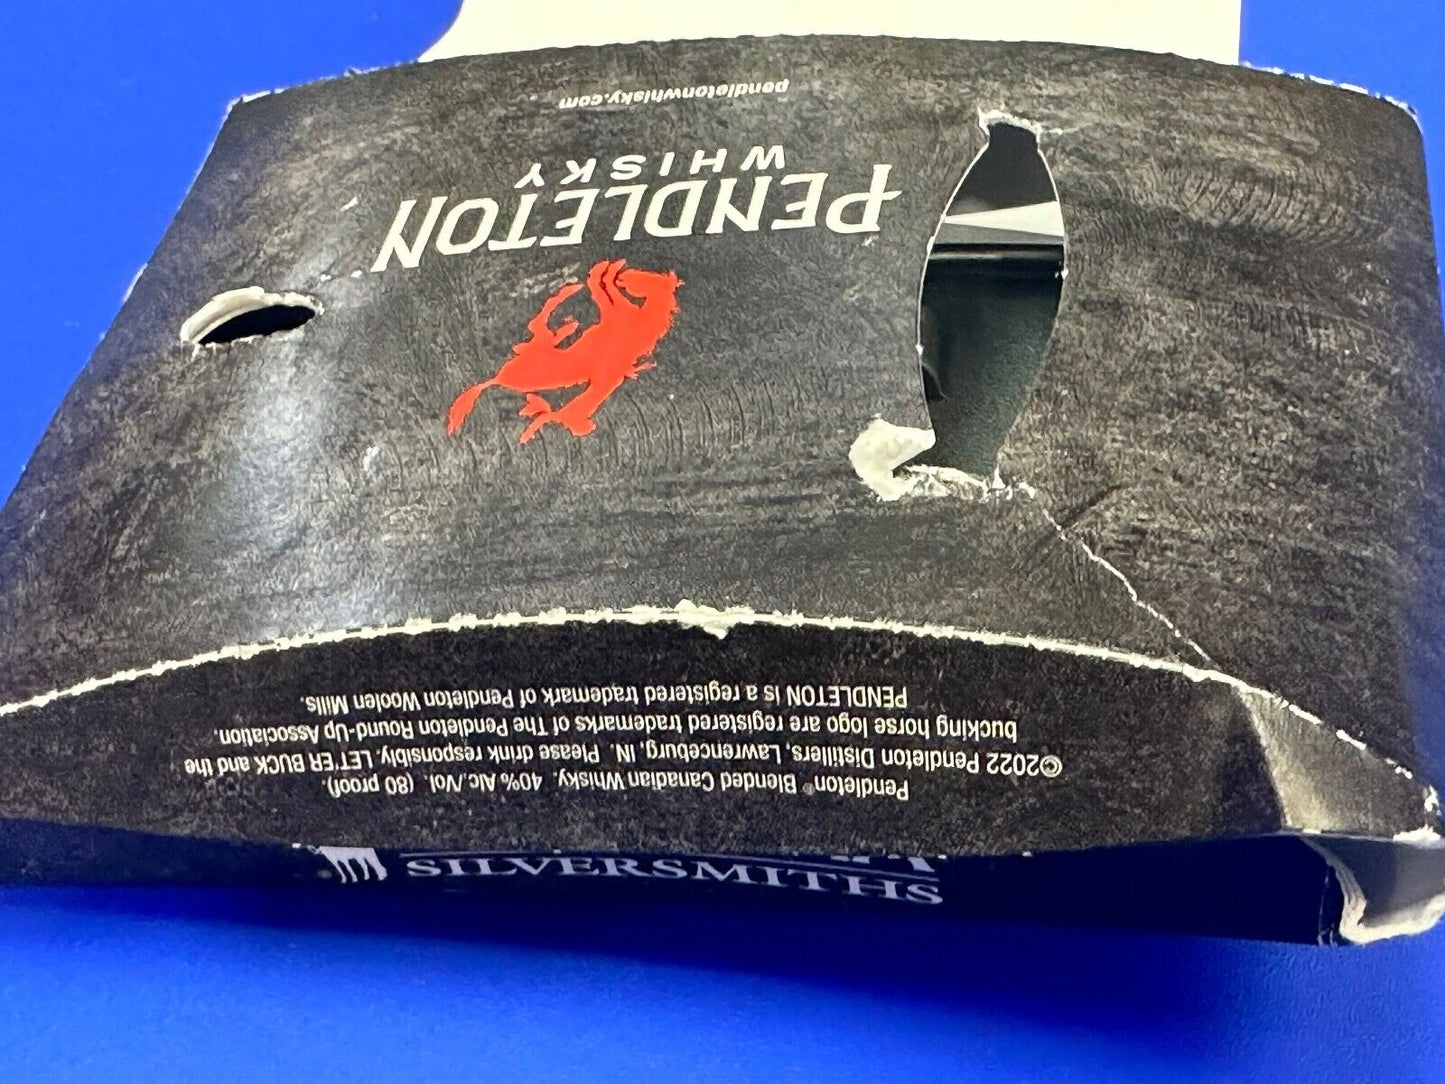 Pendleton® Blended Canadian Whisky. 40% Alc./Vol. (80 proof).
©2022 Pendleton Distillers, Lawrenceburg, IN. Please drink responsibly. LET'ER BUCK and the
bucking horse logo are registered trademarks of The Pendleton Round-Up Association.
PENDLETON is a registered trademark of Pendleton Woolen Mills.
PENDLETON
WHISKY
pendletonwhisky.com
SILVERSMITHS